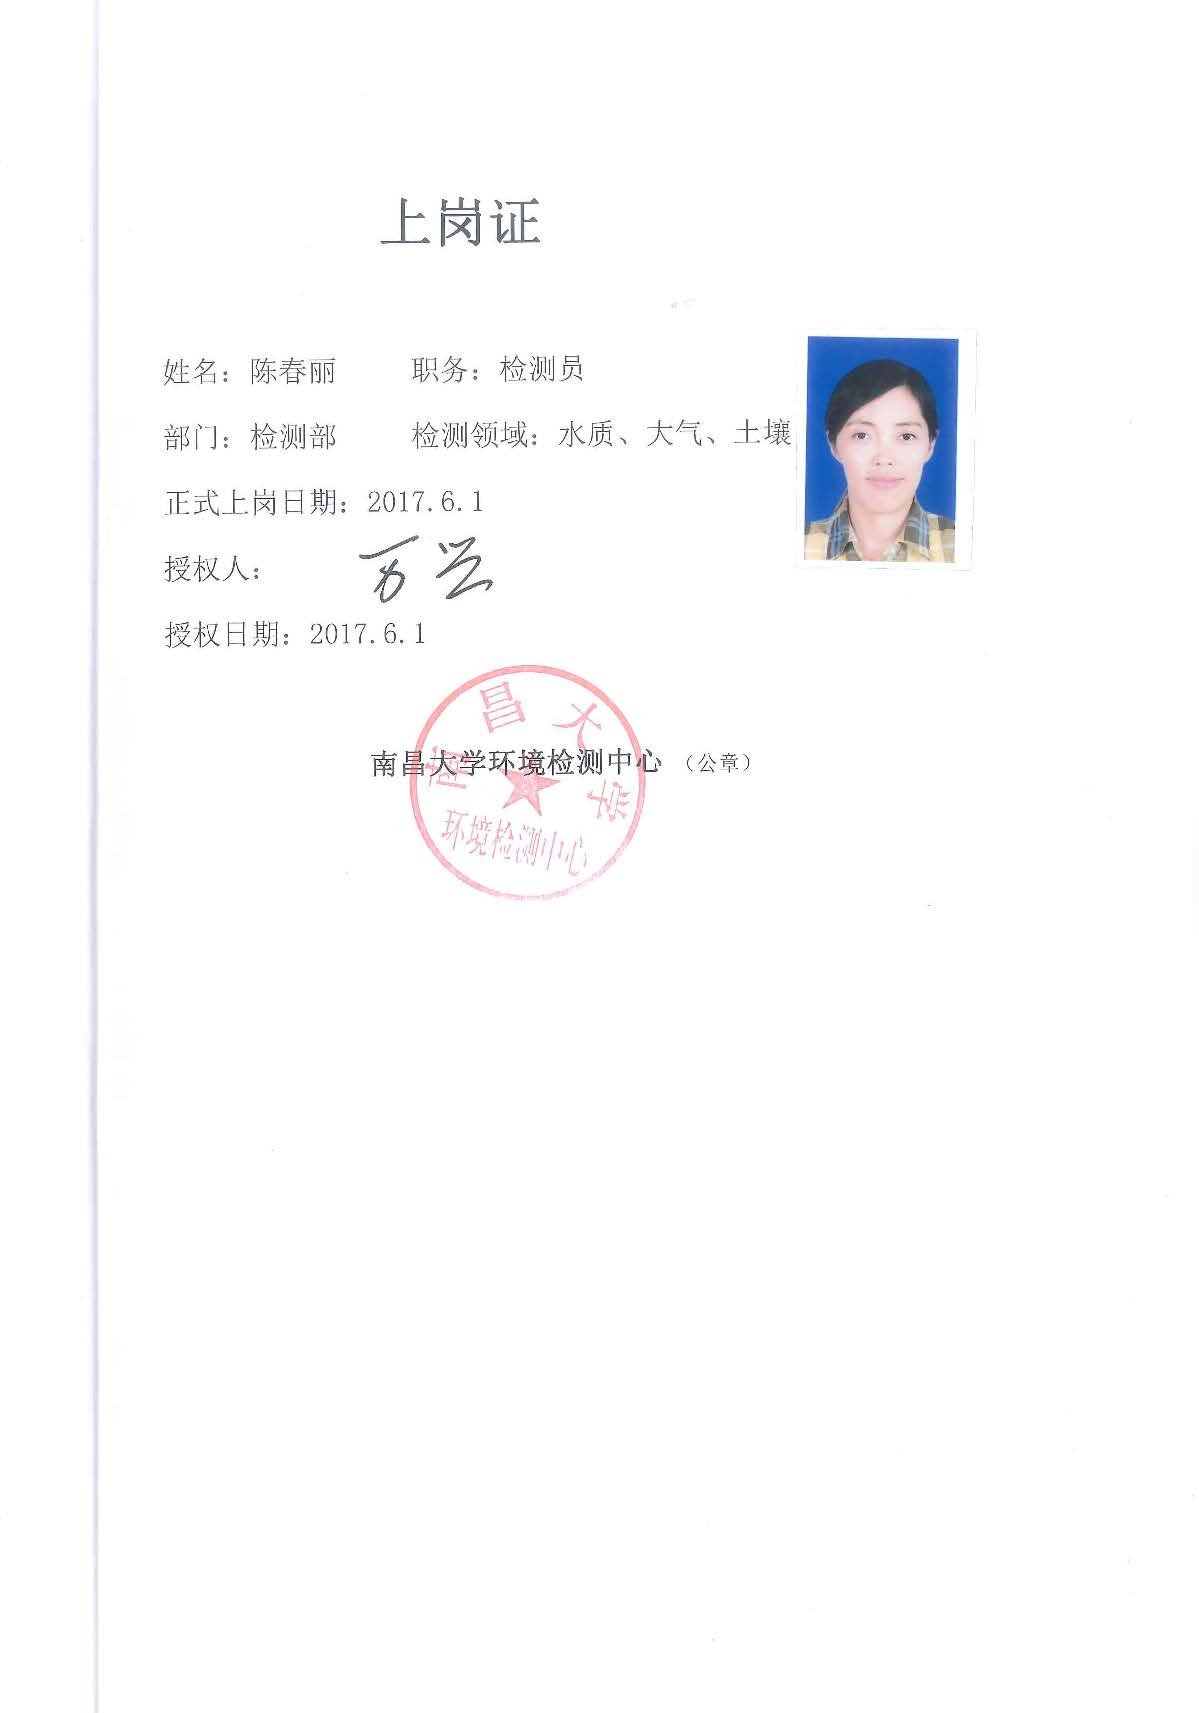 上岗证
姓名：陈春丽 职务：检测员
部门：检测部 检测领域：水质、大气、土壤
正式上岗日期：2017.6.1
授权人：
授权日期：2017.6.1
南昌大学环境检测中心 （公章）
南昌大学
环境检测中心